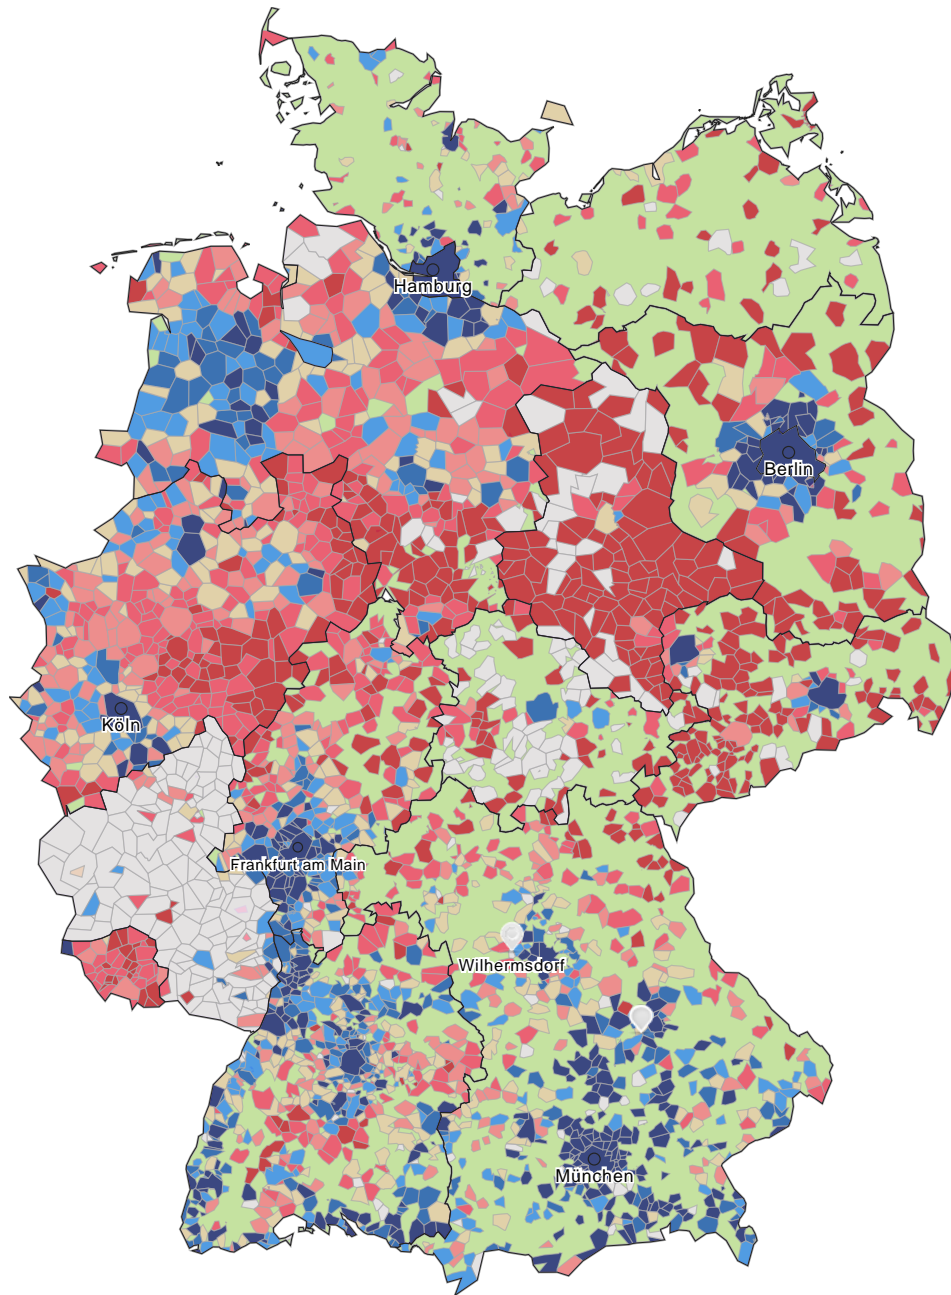 Hamburg
Berlin
Köln
Frankfurt am Main
Wilhermsdorf
München